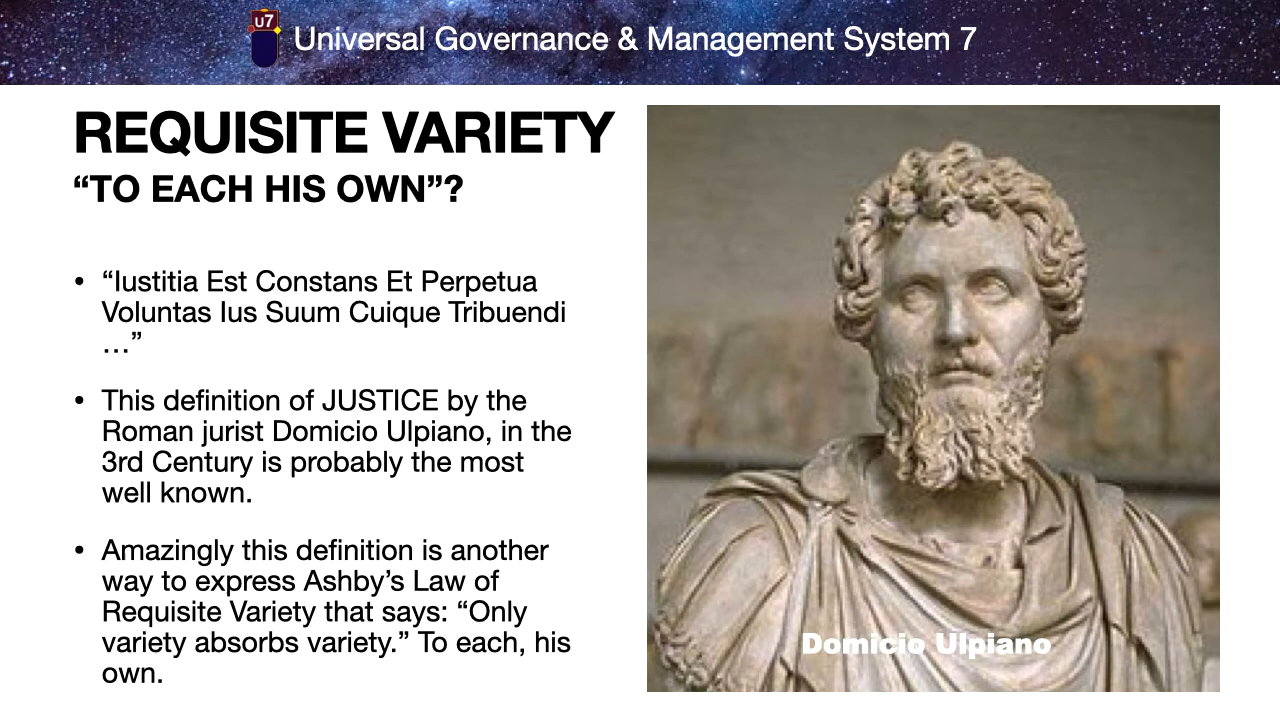 U7
Universal Governance & Management System 7
REQUISITE VARIETY
“TO EACH HIS OWN”?
• “Iustitia Est Constans Et Perpetua
Voluntas Ius Suum Cuique Tribuendi
…”
• This definition of JUSTICE by the
Roman jurist Domicio Ulpiano, in the
3rd Century is probably the most
well known.
• Amazingly this definition is another
way to express Ashby’s Law of
Requisite Variety that says: “Only
variety absorbs variety.” To each, his
own.
Domicio Ulpiano